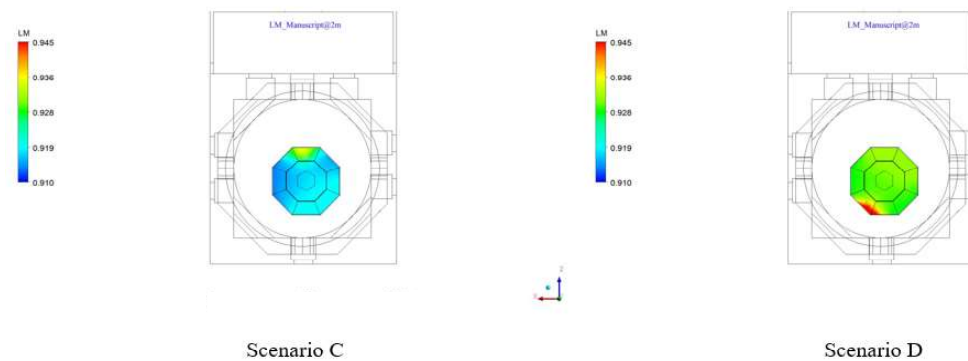 LM_Manuscript@2m
LM_Manuscript@2m
LM
0.945
0.936
0.928
0.919
0.910
LM
0.945
0.936
0.928
0.919
0.910
Z
X
Scenario C
Scenario D